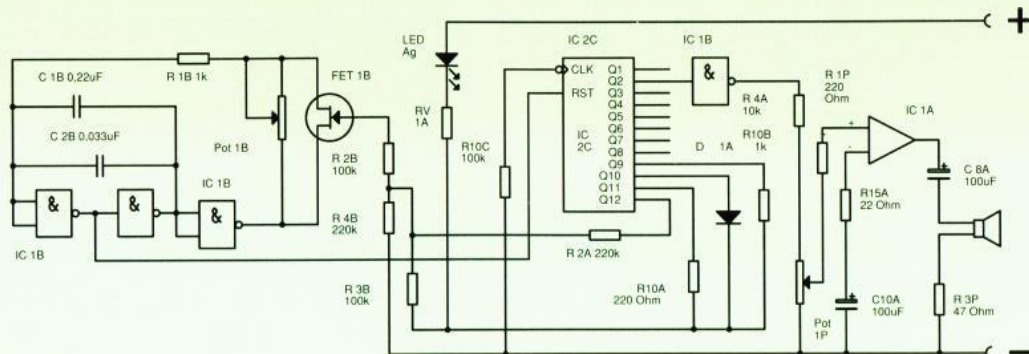 C 1B 0,22uF
R 1B 1k
C 2B 0,033uF
Pot 1B
FET 1B
IC 1B
&
&
&
IC 1B
R 2B
100k
R 4B
220k
R 3B
100k
LED
Ag
RV
1A
R10C
100k
IC 2C
CLK
RST
IC
2C
Q1
Q2
Q3
Q4
Q5
Q6
Q7
Q8
Q9
Q10
Q11
Q12
R 2A 220k
IC 1B
&
R 4A
10k
R10B
1k
D 1A
R10A
220 Ohm
R 1P
220
Ohm
Pot
1P
IC 1A
+
-
R15A
22 Ohm
C10A
100uF
+
C 8A
100uF
+
R 3P
47 Ohm
+
−